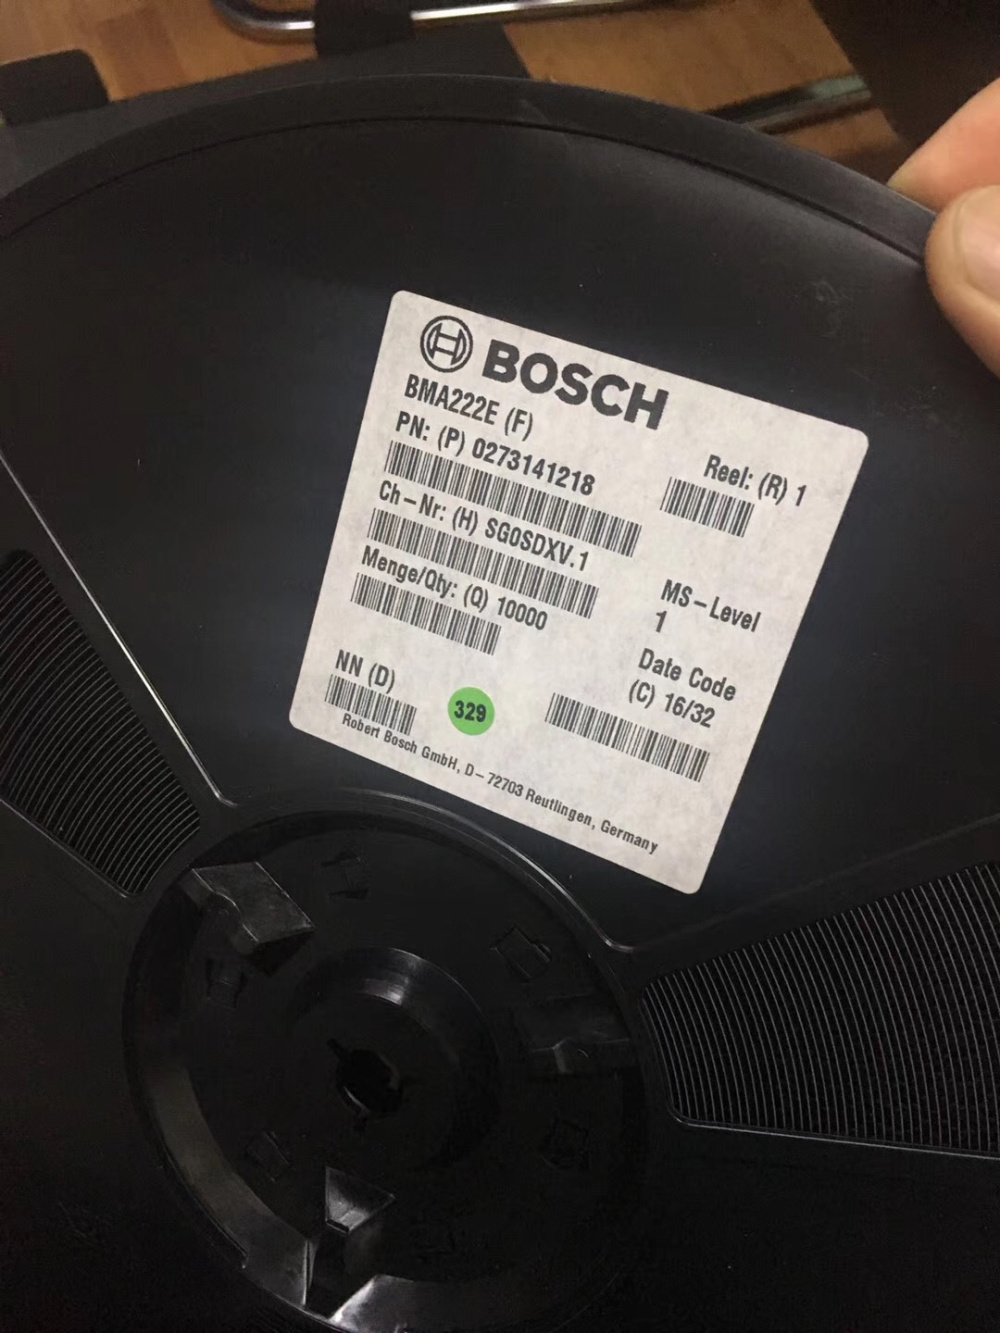 BOSCH
BMA222E (F)
PN: (P) 0273141218
Reel: (R) 1
Ch-Nr: (H) SG0SDXV.1
Menge/Qty: (Q) 10000
MS-Level
1
Date Code
(C) 16/32
NN (D)
329
Robert Bosch GmbH, D-72703 Reutlingen, Germany